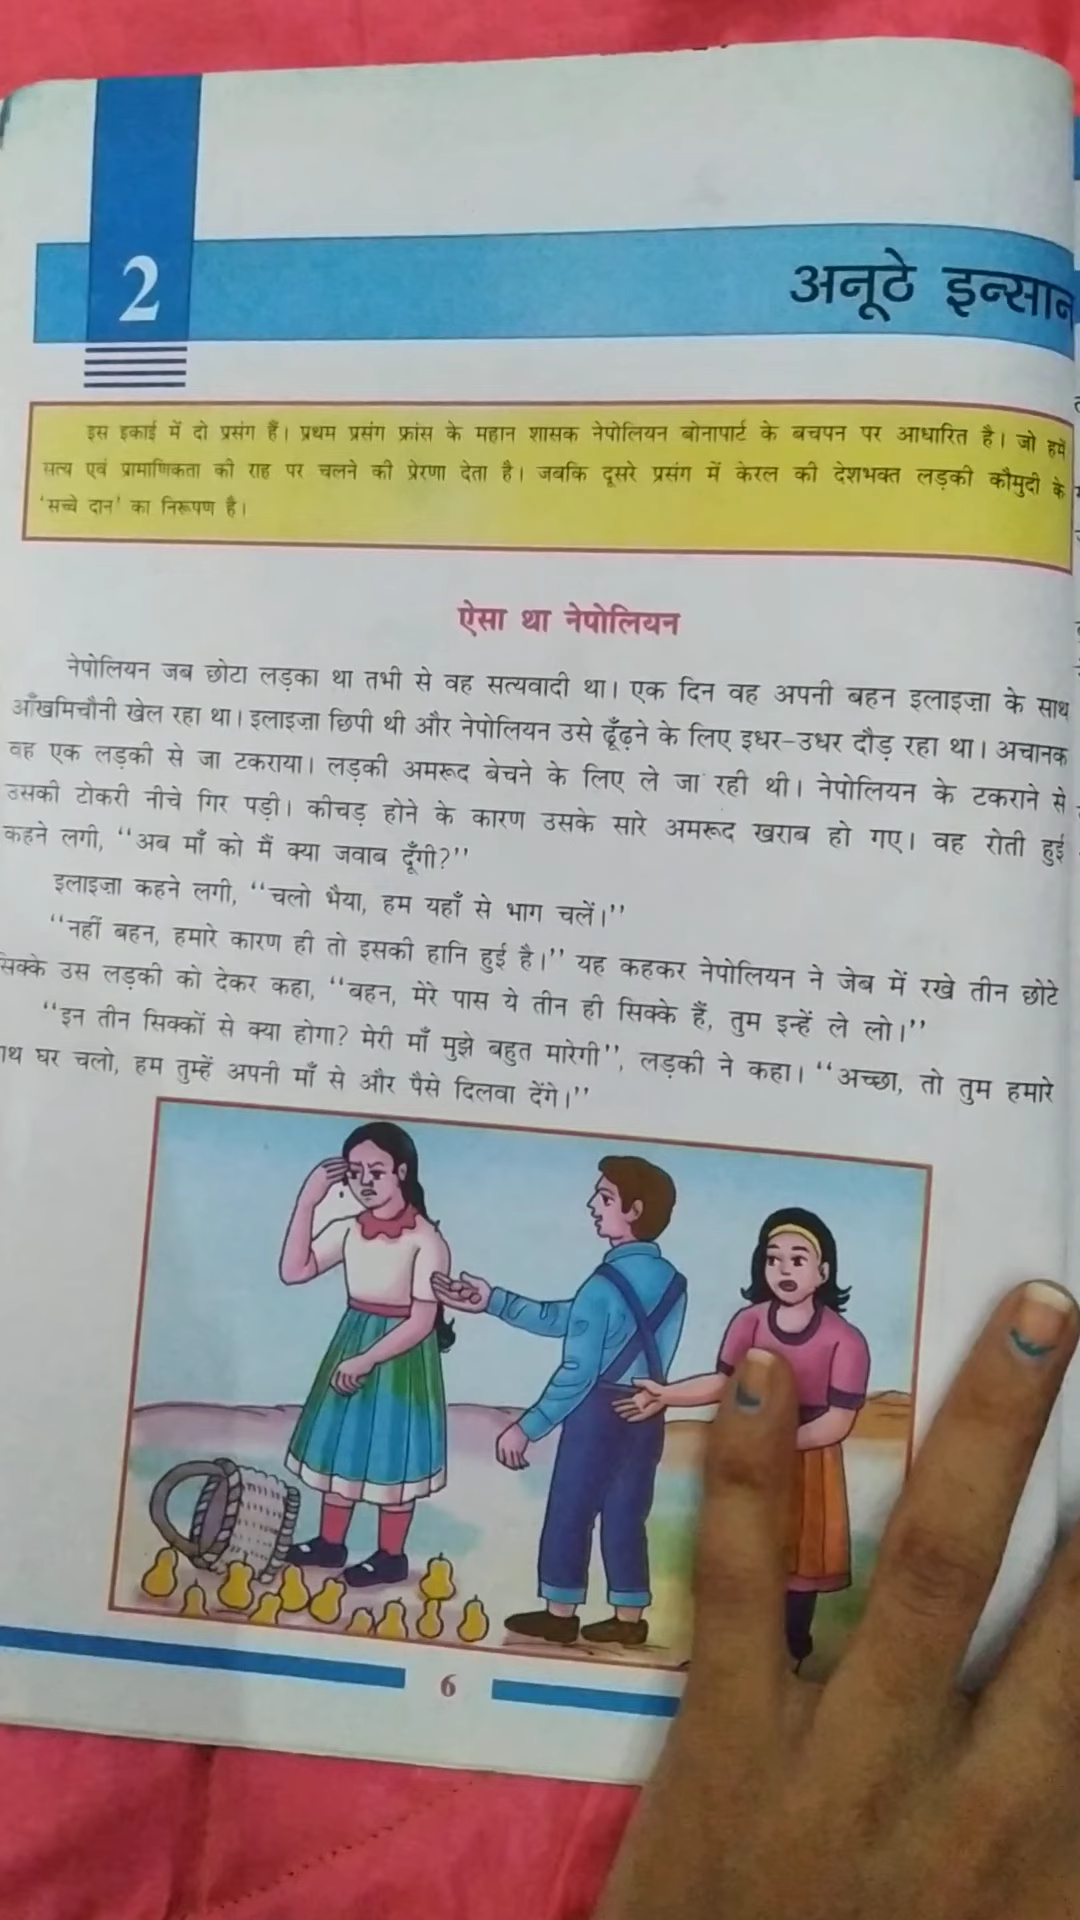 2
अनूठे इन्सान
इस इकाई में दो प्रसंग हैं। प्रथम प्रसंग फ्रांस के महान शासक नेपोलियन बोनापार्ट के बचपन पर आधारित है। जो हमें
सत्य एवं प्रामाणिकता की राह पर चलने की प्रेरणा देता है। जबकि दूसरे प्रसंग में केरल की देशभक्त लड़की कौमुदी के
'सच्चे दान' का निरूपण है।
ऐसा था नेपोलियन
नेपोलियन जब छोटा लड़का था तभी से वह सत्यवादी था। एक दिन वह अपनी बहन इलाइज़ा के साथ
आँखमिचौनी खेल रहा था। इलाइज़ा छिपी थी और नेपोलियन उसे ढूँढ़ने के लिए इधर-उधर दौड़ रहा था। अचानक
वह एक लड़की से जा टकराया। लड़की अमरूद बेचने के लिए ले जा रही थी। नेपोलियन के टकराने से
उसकी टोकरी नीचे गिर पड़ी। कीचड़ होने के कारण उसके सारे अमरूद खराब हो गए। वह रोती हुई
कहने लगी, ''अब माँ को मैं क्या जवाब दूँगी?''
इलाइज़ा कहने लगी, ''चलो भैया, हम यहाँ से भाग चलें।''
''नहीं बहन, हमारे कारण ही तो इसकी हानि हुई है।'' यह कहकर नेपोलियन ने जेब में रखे तीन छोटे
सिक्के उस लड़की को देकर कहा, ''बहन, मेरे पास ये तीन ही सिक्के हैं, तुम इन्हें ले लो।''
''इन तीन सिक्कों से क्या होगा? मेरी माँ मुझे बहुत मारेगी'', लड़की ने कहा। ''अच्छा, तो तुम हमारे
घर चलो, हम तुम्हें अपनी माँ से और पैसे दिलवा देंगे।''
6